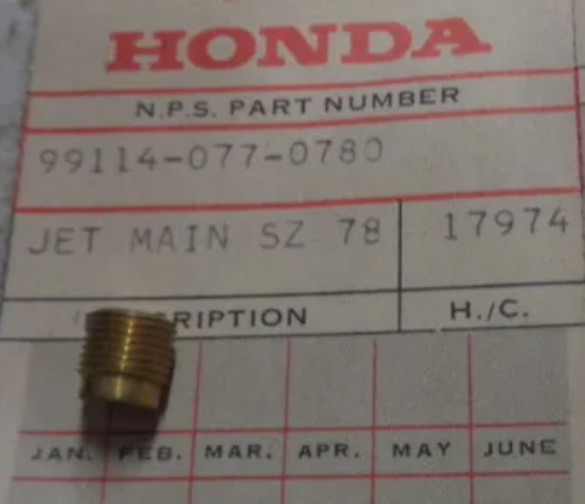 HONDA
N.P.S. PART NUMBER
99114-077-0780
JET MAIN SZ 78 17974
RIPTION H./C.
JAN. FEB. MAR. APR. MAY JUNE